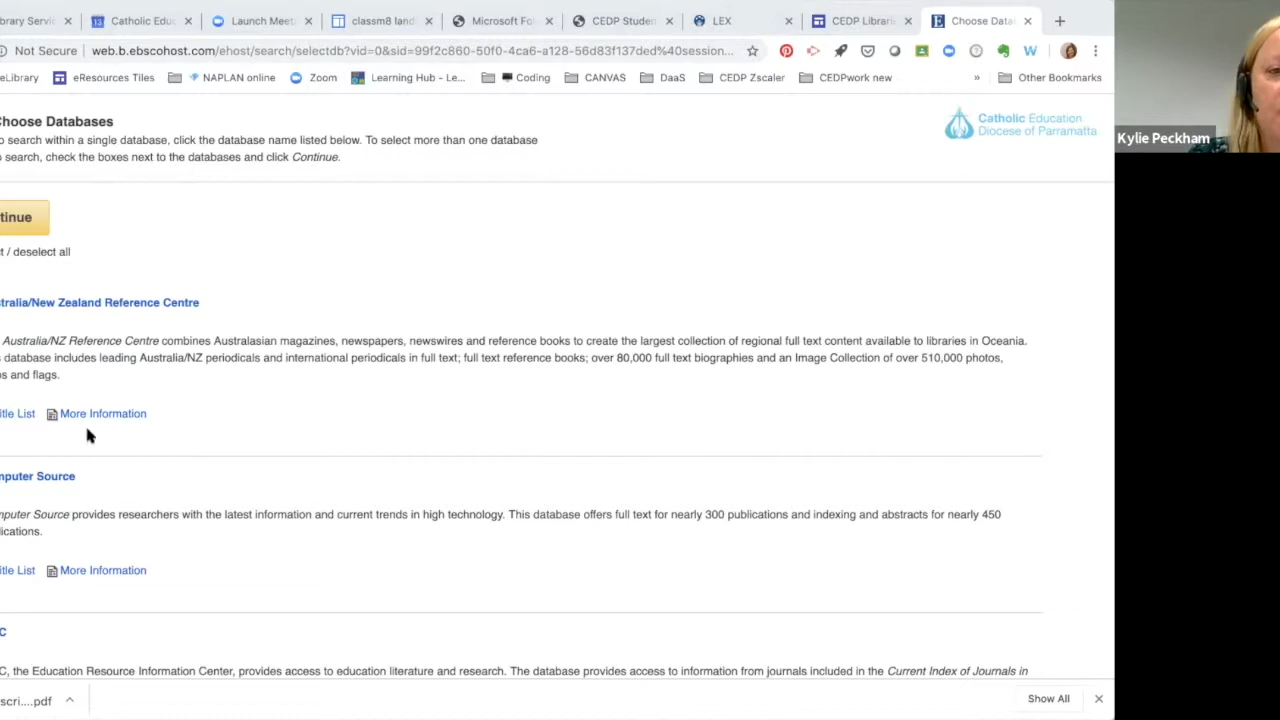 brary Servic
Catholic Educ
Launch Meeti
classm8 land
Microsoft Fo
CEDP Studen
LEX
CEDP Librari
Choose Datab
Not Secure
web.b.ebscohost.com/ehost/search/selectdb?vid=0&sid=99f2c860-50f0-4ca6-a128-56d83f137ded%40session...
eLibrary
eResources Tiles
NAPLAN online
Zoom
Learning Hub - Le...
Coding
CANVAS
DaaS
CEDP Zscaler
CEDPwork new
»
Other Bookmarks
Choose Databases
Catholic Education
Diocese of Parramatta
o search within a single database, click the database name listed below. To select more than one database
o search, check the boxes next to the databases and click Continue.
Kylie Peckham
tinue
t / deselect all
stralia/New Zealand Reference Centre
Australia/NZ Reference Centre combines Australasian magazines, newspapers, newswires and reference books to create the largest collection of regional full text content available to libraries in Oceania.
s database includes leading Australia/NZ periodicals and international periodicals in full text; full text reference books; over 80,000 full text biographies and an Image Collection of over 510,000 photos,
ps and flags.
itle List
More Information
mputer Source
mputer Source provides researchers with the latest information and current trends in high technology. This database offers full text for nearly 300 publications and indexing and abstracts for nearly 450
lications.
itle List
More Information
C
C, the Education Resource Information Center, provides access to education literature and research. The database provides access to information from journals included in the Current Index of Journals in
scri....pdf
Show All